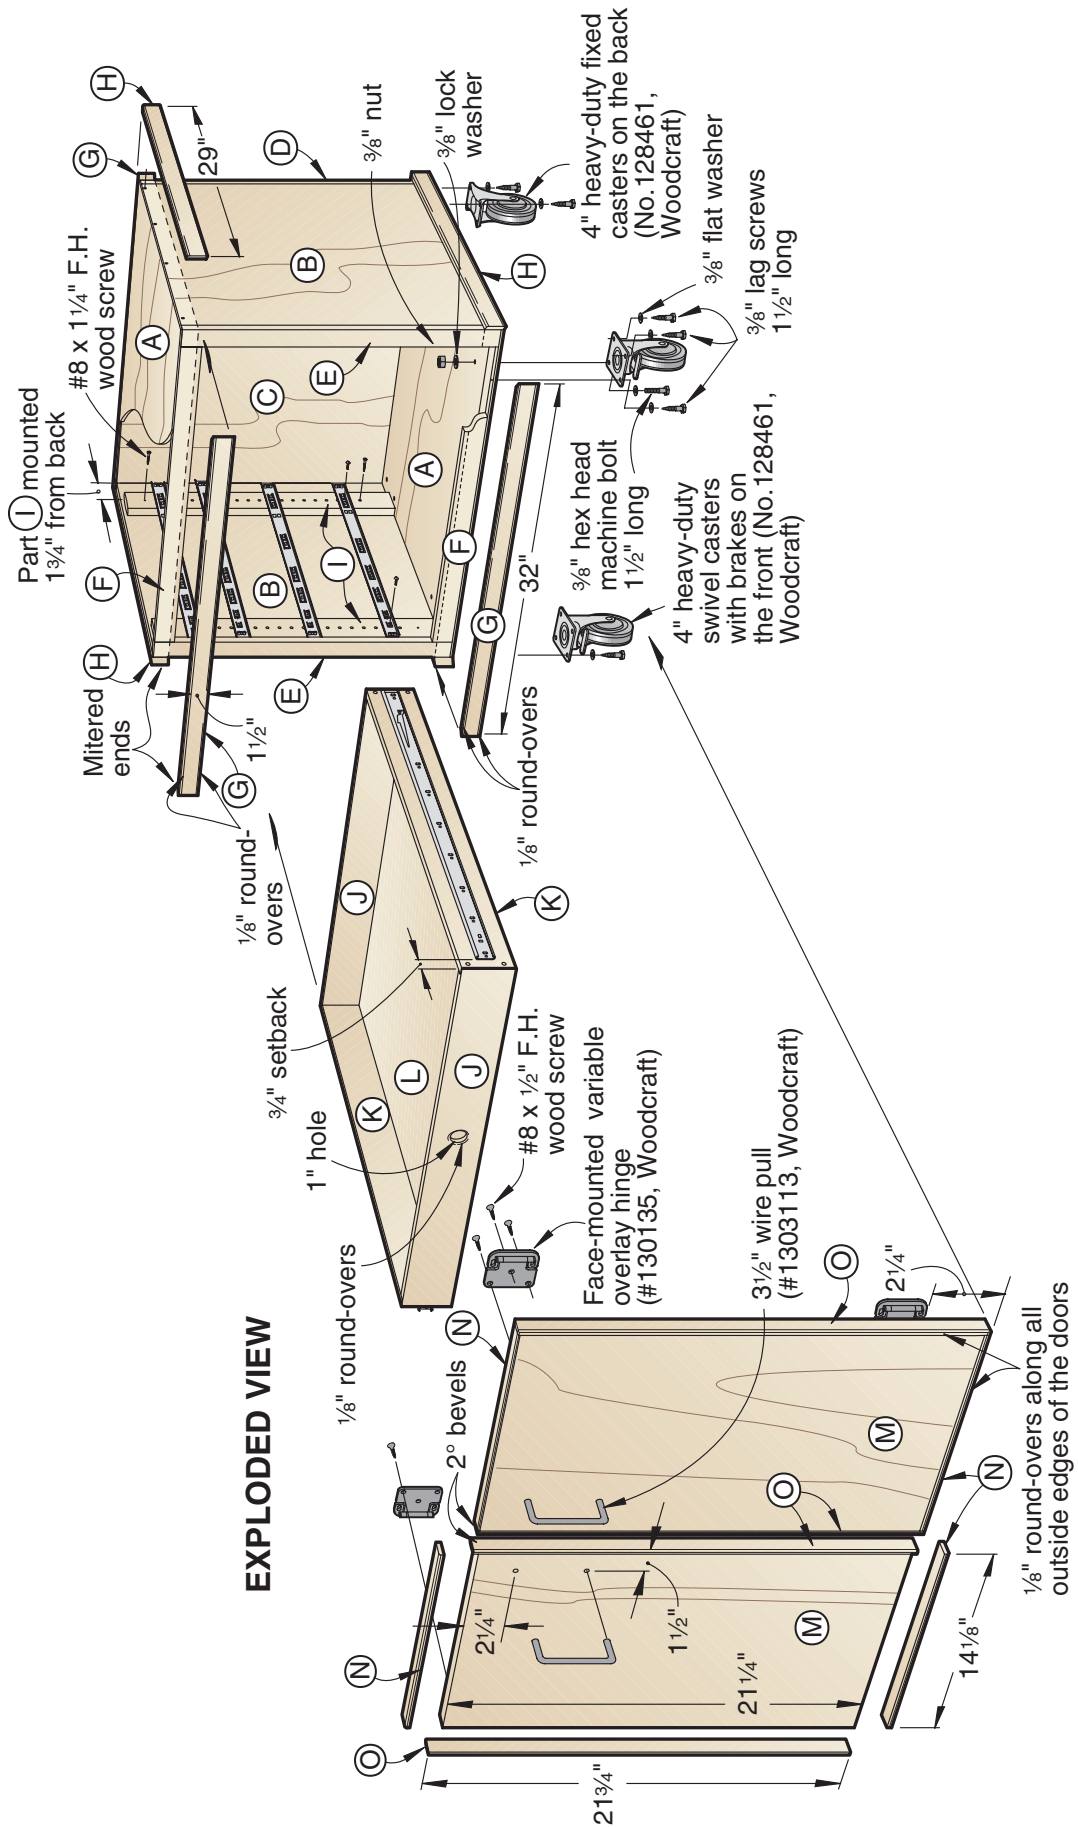 EXPLODED VIEW
O
N
21 3/4"
21 1/4"
2 1/4"
1 1/2"
M
14 1/8"
N
O
2° bevels
N
M
O
2 1/4"
1/8" round-overs along all
outside edges of the doors
3 1/2" wire pull
(#1303113, Woodcraft)
Face-mounted variable
overlay hinge
(#130135, Woodcraft)
#8 x 1/2" F.H.
wood screw
1/8" round-overs
1" hole
3/4" setback
K
L
J
J
K
1/8" round-
overs
G
1 1/2"
Mitered
ends
H
F
Part I mounted
1 3/4" from back
#8 x 1 1/4" F.H.
wood screw
A
G
H
29"
D
B
C
E
B
I
A
F
E
H
3/8" nut
3/8" lock
washer
4" heavy-duty fixed
casters on the back
(No.128461,
Woodcraft)
3/8" flat washer
3/8" lag screws
1 1/2" long
3/8" hex head
machine bolt
1 1/2" long
4" heavy-duty
swivel casters
with brakes on
the front (No.128461,
Woodcraft)
G
32"
1/8" round-overs